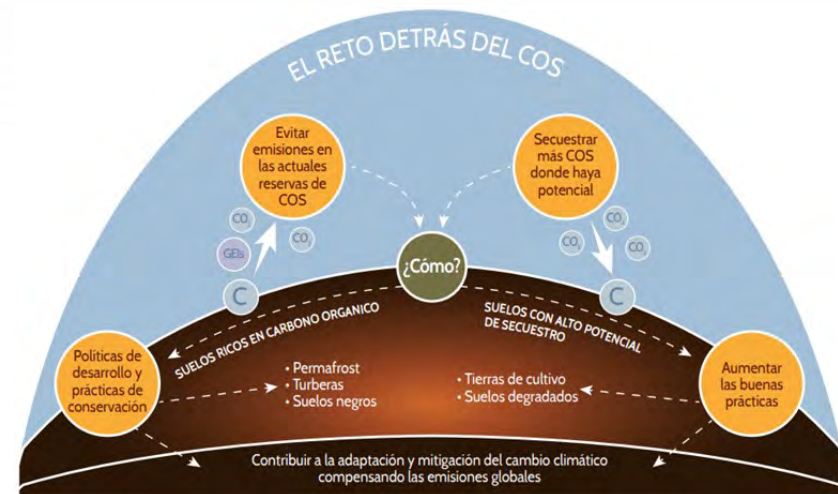 EL RETO DETRÁS DEL COS
Evitar
emisiones en
las actuales
reservas de
COS
Secuestrar
más COS
donde haya
potencial
CO₂
CO₂
GEIs
C
CO₂
CO₂
CO₂
C
¿Cómo?
SUELOS RICOS EN CARBONO ORGANICO
SUELOS CON ALTO POTENCIAL
DE SECUESTRO
Políticas de
desarrollo y
prácticas de
conservación
• Permafrost
• Turberas
• Suelos negros
• Tierras de cultivo
• Suelos degradados
Aumentar
las buenas
prácticas
Contribuir a la adaptación y mitigación del cambio climático
compensando las emisiones globales